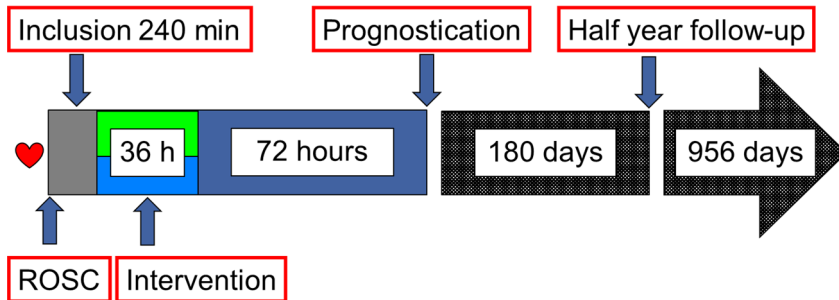 Inclusion 240 min
Prognostication
Half year follow-up
36 h
72 hours
180 days
956 days
ROSC
Intervention